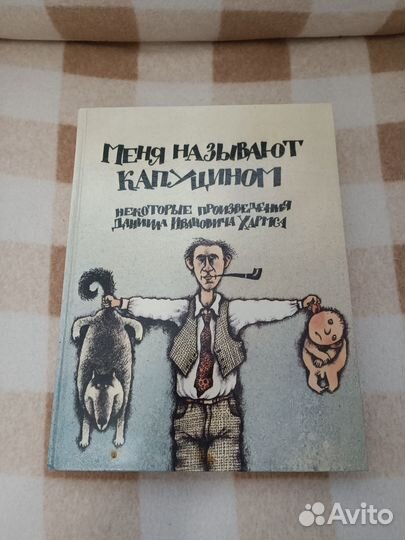 Меня называют
капуцином
некоторые произведения
Даниила Ивановича Хармса
Avito